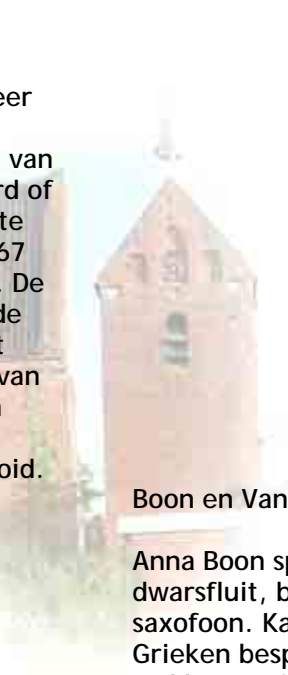 eer
van
rd of
te
67
. De
de
t
van
n
oid.
Boon en Van
Anna Boon sp
dwarsfluit, b
saxofoon. Ka
Grieken besp